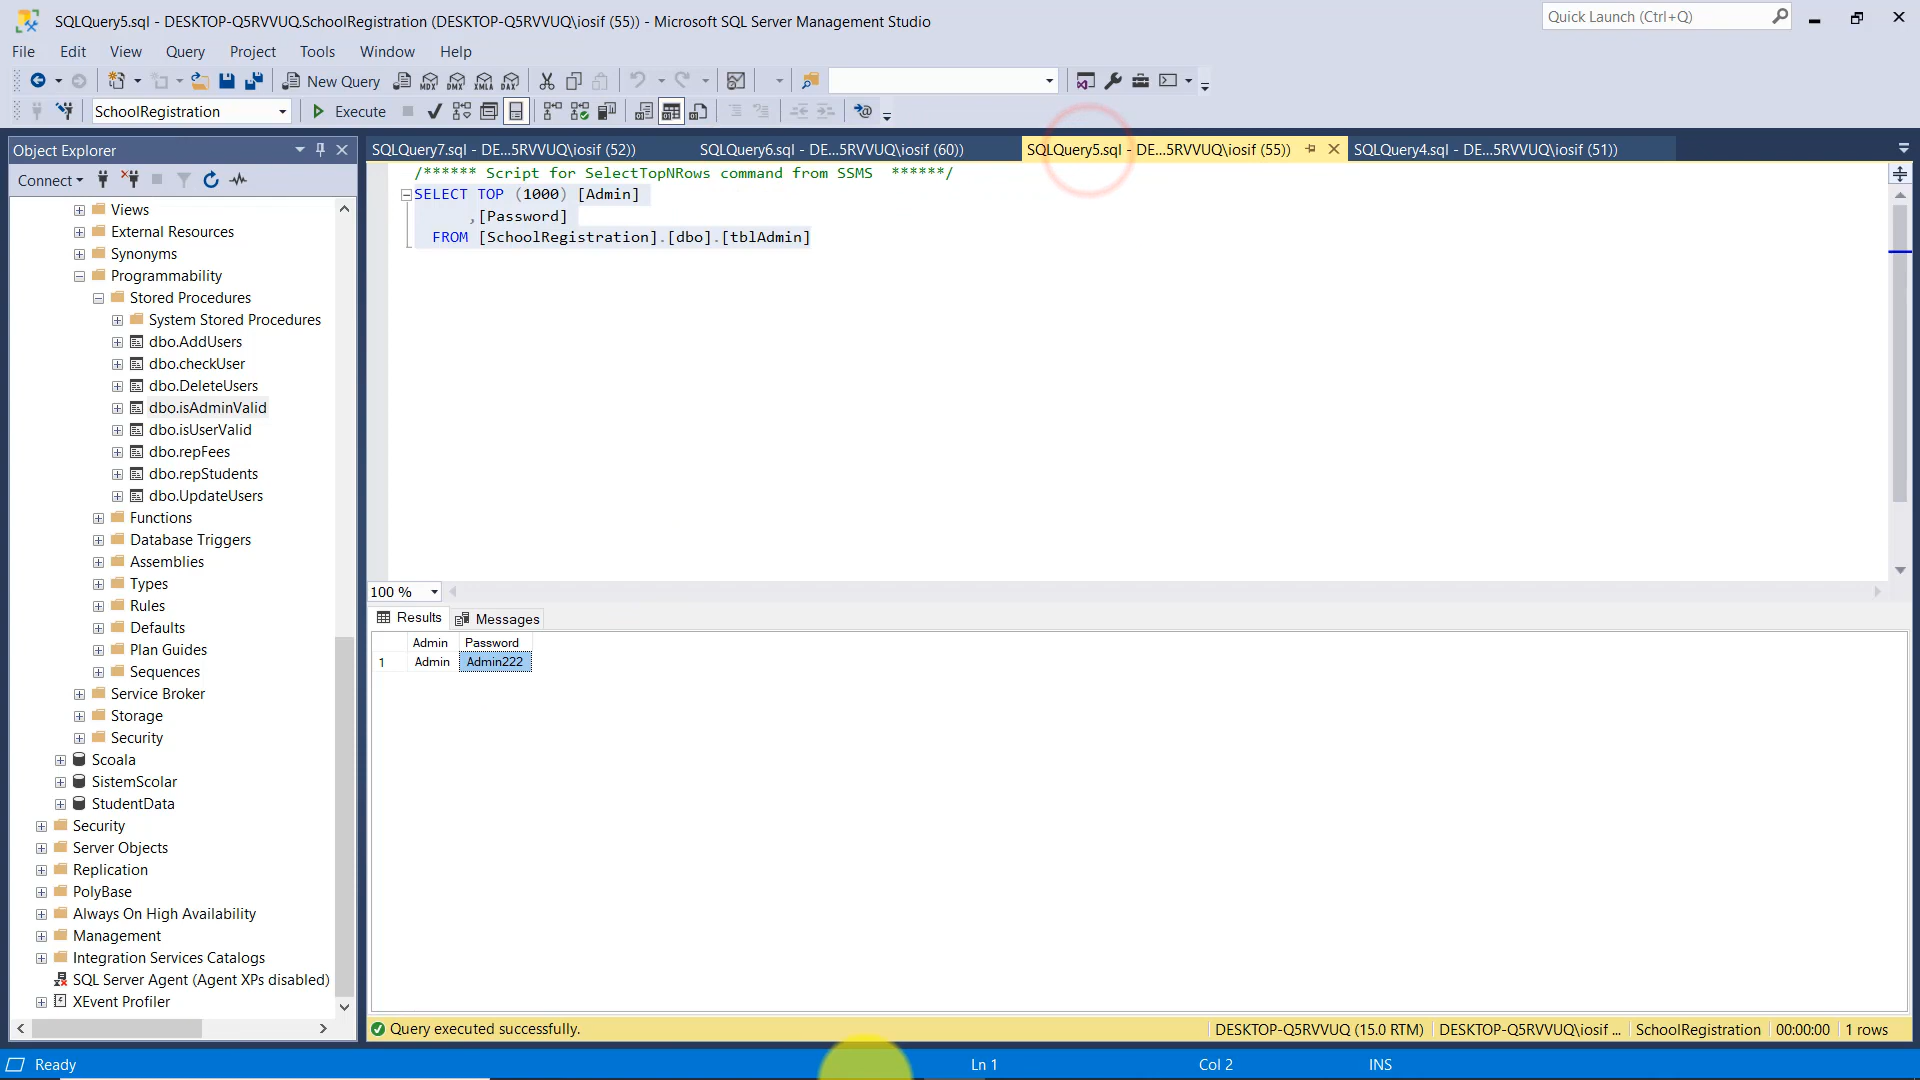 SQLQuery5.sql - DESKTOP-Q5RVVUQ.SchoolRegistration (DESKTOP-Q5RVVUQ\iosif (55)) - Microsoft SQL Server Management Studio
Quick Launch (Ctrl+Q)
File Edit View Query Project Tools Window Help
New Query MDX DMX XMLA DAX
SchoolRegistration Execute
Object Explorer
SQLQuery7.sql - DE...5RVVUQ\iosif (52)) SQLQuery6.sql - DE...5RVVUQ\iosif (60)) SQLQuery5.sql - DE...5RVVUQ\iosif (55)) SQLQuery4.sql - DE...5RVVUQ\iosif (51))
Connect
Views
External Resources
Synonyms
Programmability
Stored Procedures
System Stored Procedures
dbo.AddUsers
dbo.checkUser
dbo.DeleteUsers
dbo.isAdminValid
dbo.isUserValid
dbo.repFees
dbo.repStudents
dbo.UpdateUsers
Functions
Database Triggers
Assemblies
Types
Rules
Defaults
Plan Guides
Sequences
Service Broker
Storage
Security
Scoala
SistemScolar
StudentData
Security
Server Objects
Replication
PolyBase
Always On High Availability
Management
Integration Services Catalogs
SQL Server Agent (Agent XPs disabled)
XEvent Profiler
/****** Script for SelectTopNRows command from SSMS  ******/
SELECT TOP (1000) [Admin]
      ,[Password]
  FROM [SchoolRegistration].[dbo].[tblAdmin]
100 %
Results Messages
Admin Password
1 Admin Admin222
Query executed successfully. DESKTOP-Q5RVVUQ (15.0 RTM) DESKTOP-Q5RVVUQ\iosif ... SchoolRegistration 00:00:00 1 rows
Ready Ln 1 Col 2 INS